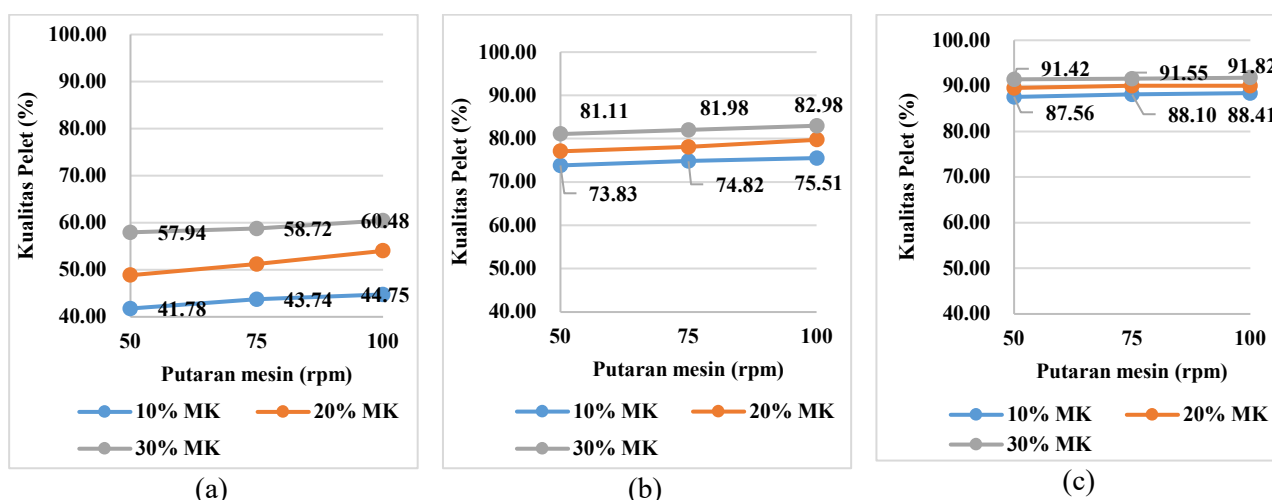 100.00
90.00
80.00
70.00
60.00
50.00
40.00
Kualitas Pelet (%)
57.94 58.72 60.48
41.78 43.74 44.75
50 75 100
Putaran mesin (rpm)
10% MK 20% MK
30% MK
(a)
100.00
90.00
80.00
70.00
60.00
50.00
40.00
Kualitas Pelet (%)
81.11 81.98 82.98
73.83 74.82 75.51
50 75 100
Putaran mesin (rpm)
10% MK 20% MK
30% MK
(b)
100.00
90.00
80.00
70.00
60.00
50.00
40.00
Kualitas Pelet (%)
91.42 91.55 91.82
87.56 88.10 88.41
50 75 100
Putaran mesin (rpm)
10% MK 20% MK
30% MK
(c)